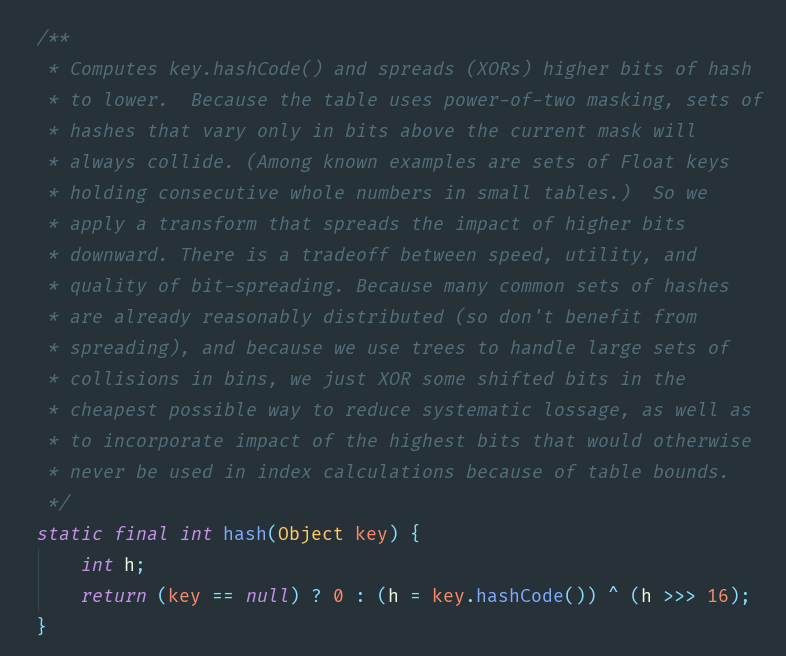 /**
 * Computes key.hashCode() and spreads (XORs) higher bits of hash
 * to lower.  Because the table uses power-of-two masking, sets of
 * hashes that vary only in bits above the current mask will
 * always collide. (Among known examples are sets of Float keys
 * holding consecutive whole numbers in small tables.)  So we
 * apply a transform that spreads the impact of higher bits
 * downward. There is a tradeoff between speed, utility, and
 * quality of bit-spreading. Because many common sets of hashes
 * are already reasonably distributed (so don't benefit from
 * spreading), and because we use trees to handle large sets of
 * collisions in bins, we just XOR some shifted bits in the
 * cheapest possible way to reduce systematic lossage, as well as
 * to incorporate impact of the highest bits that would otherwise
 * never be used in index calculations because of table bounds.
 */
static final int hash(Object key) {
    int h;
    return (key == null) ? 0 : (h = key.hashCode()) ^ (h >>> 16);
}